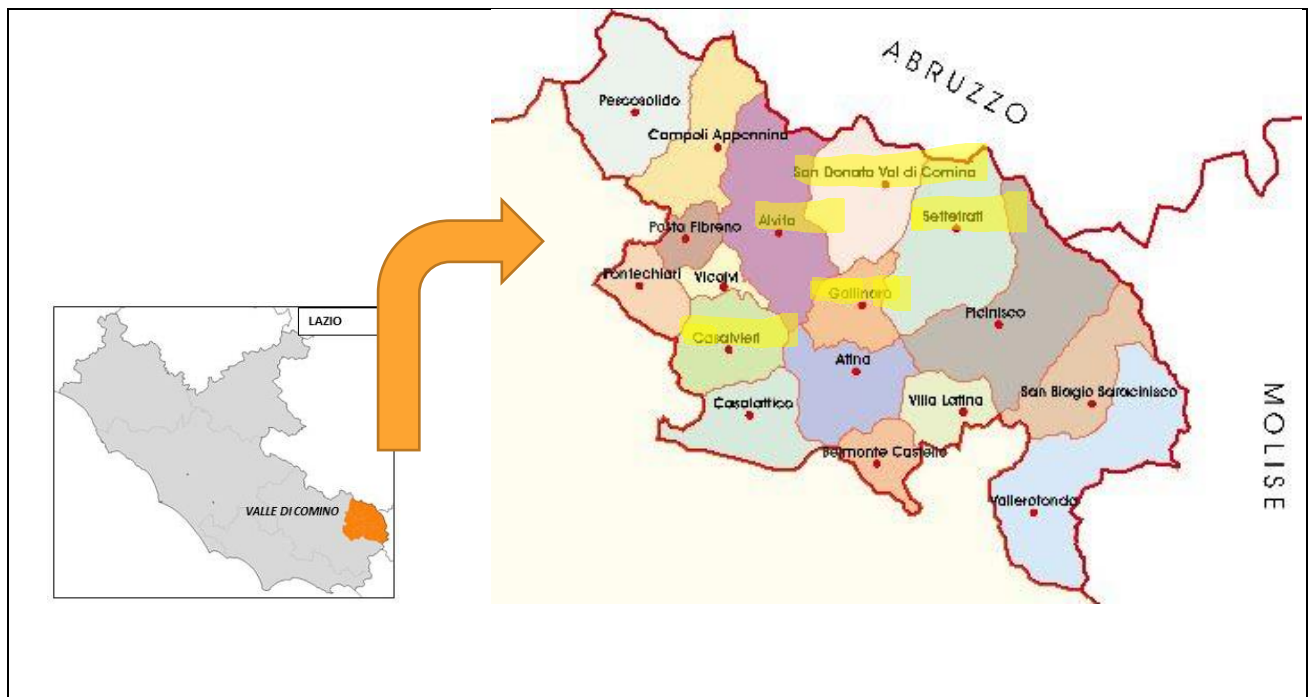 ABRUZZO
Pescosolido
Campoli Appennino
San Donato Val di Comino
Alvito
Settefrati
Posta Fibreno
Fontechiari
Vicalvi
Gallinaro
Picinisco
LAZIO
Casalvieri
Atina
San Biagio Saracinisco
Casalattico
Villa Latina
MOLISE
Belmonte Castello
VALLE DI COMINO
Vallerotonda